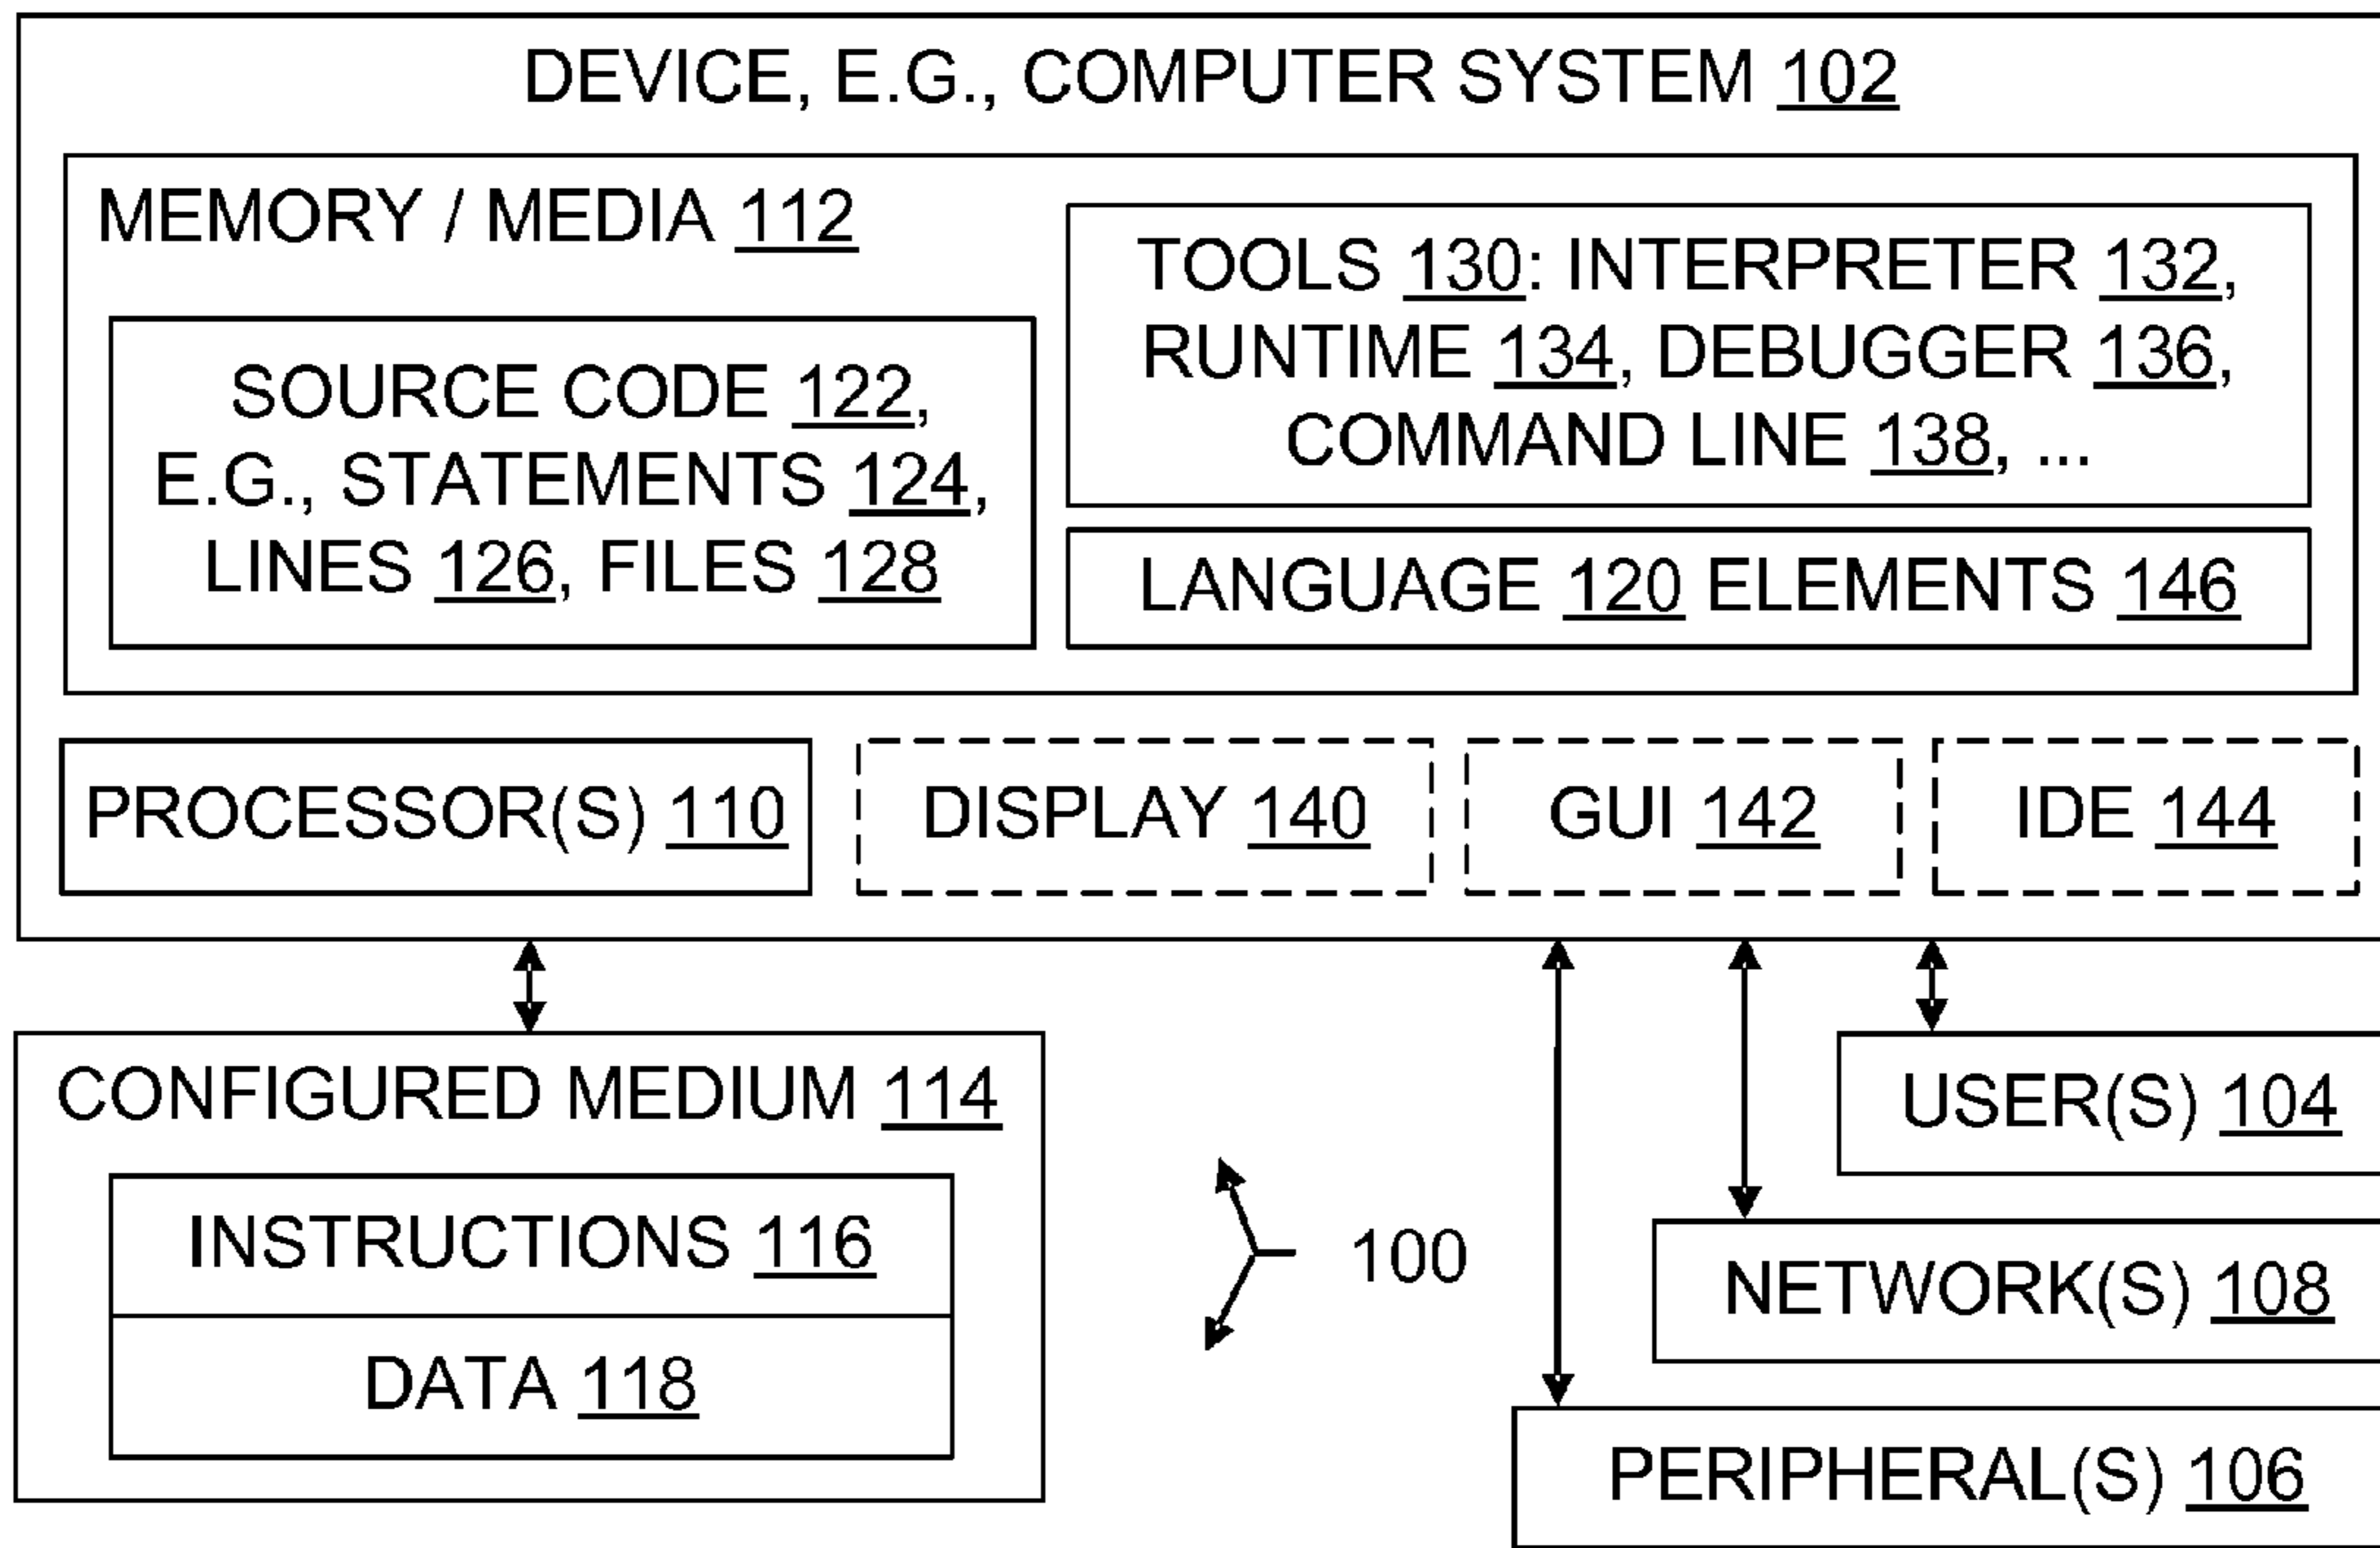 DEVICE, E.G., COMPUTER SYSTEM 102
MEMORY / MEDIA 112
SOURCE CODE 122,
E.G., STATEMENTS 124,
LINES 126, FILES 128
TOOLS 130: INTERPRETER 132,
RUNTIME 134, DEBUGGER 136,
COMMAND LINE 138, ...
LANGUAGE 120 ELEMENTS 146
PROCESSOR(S) 110
DISPLAY 140
GUI 142
IDE 144
CONFIGURED MEDIUM 114
INSTRUCTIONS 116
DATA 118
100
USER(S) 104
NETWORK(S) 108
PERIPHERAL(S) 106